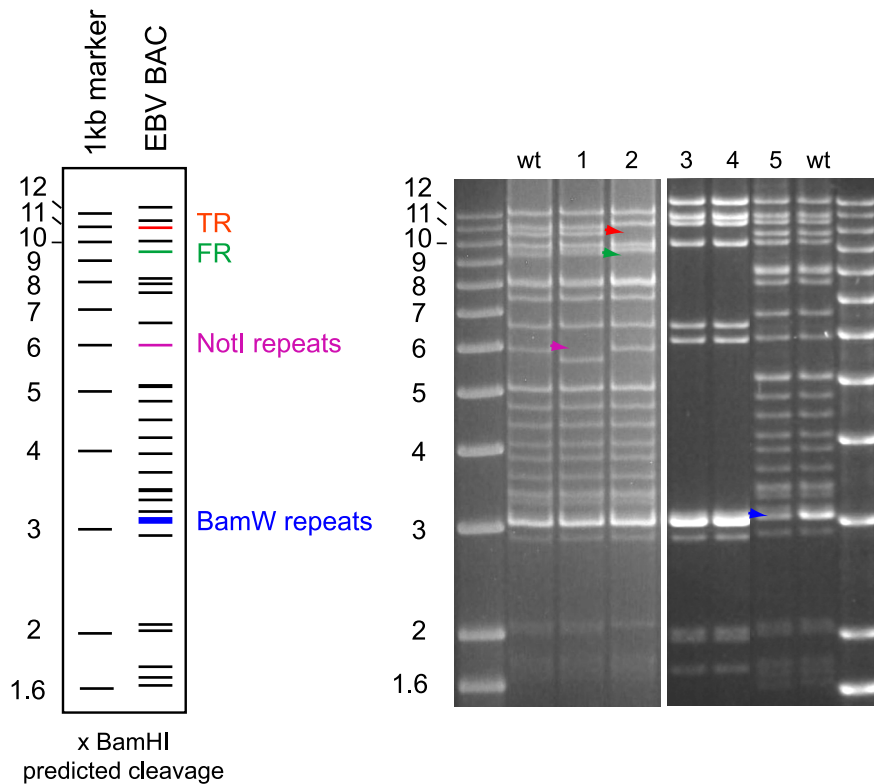 1kb marker
EBV BAC
12
11
10
9
8
7
6
5
4
3
2
1.6
TR
FR
NotI repeats
BamW repeats
x BamHI
predicted cleavage
wt 1 2 3 4 5 wt
12
11
10
9
8
7
6
5
4
3
2
1.6